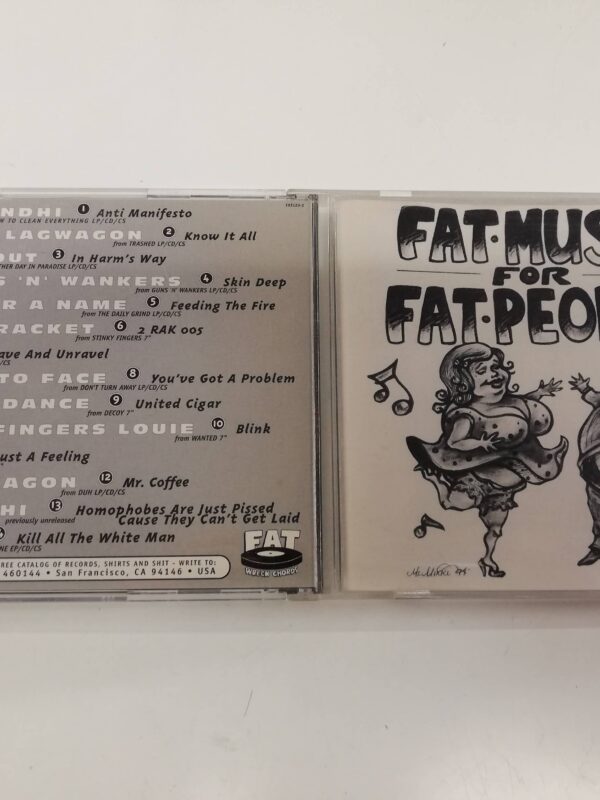 NDHI 1 Anti Manifesto
W TO CLEAN EVERYTHING LP/CD/CS
LAGWAGON 2 Know It All
from TRASHED LP/CD/CS
OUT 3 In Harm's Way
THER DAY IN PARADISE LP/CD/CS
S 'N' WANKERS 4 Skin Deep
from GUNS 'N' WANKERS LP/CD/CS
R A NAME 5 Feeding The Fire
from THE DAILY GRIND LP/CD/CS
RACKET 6 2 RAK 005
from STINKY FINGERS 7"
ave And Unravel
TO FACE 8 You've Got A Problem
from DON'T TURN AWAY LP/CD/CS
DANCE 9 United Cigar
from DECOY 7"
FINGERS LOUIE 10 Blink
from WANTED 7"
ust A Feeling
AGON 12 Mr. Coffee
from DUH LP/CD/CS
HI 13 Homophobes Are Just Pissed
previously unreleased Cause They Can't Get Laid
Kill All The White Man
NE EP/CD/CS
REE CATALOG OF RECORDS, SHIRTS AND SHIT - WRITE TO:
460144 • San Francisco, CA 94146 • USA
FAT
WRECK CHORDS
FAT•MUS
FOR
FAT•PEO